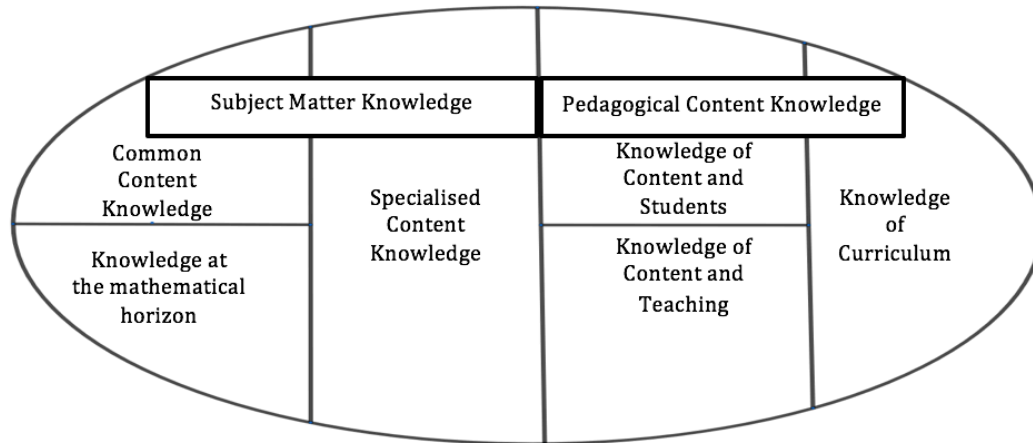 Subject Matter Knowledge
Pedagogical Content Knowledge
Common
Content
Knowledge
Knowledge at
the mathematical
horizon
Specialised
Content
Knowledge
Knowledge of
Content and
Students
Knowledge of
Content and
Teaching
Knowledge
of
Curriculum